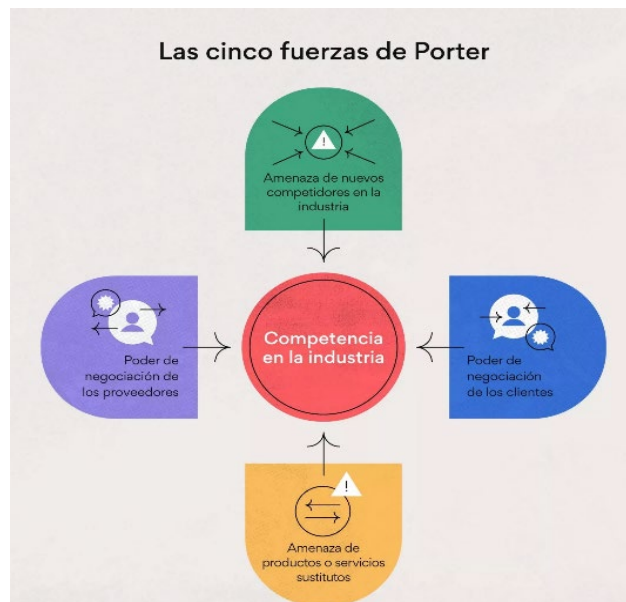 Las cinco fuerzas de Porter
!
Amenaza de nuevos
competidores en la
industria
Poder de
negociación de
los proveedores
Competencia
en la industria
Poder de
negociación
de los clientes
!
Amenaza de
productos o servicios
sustitutos